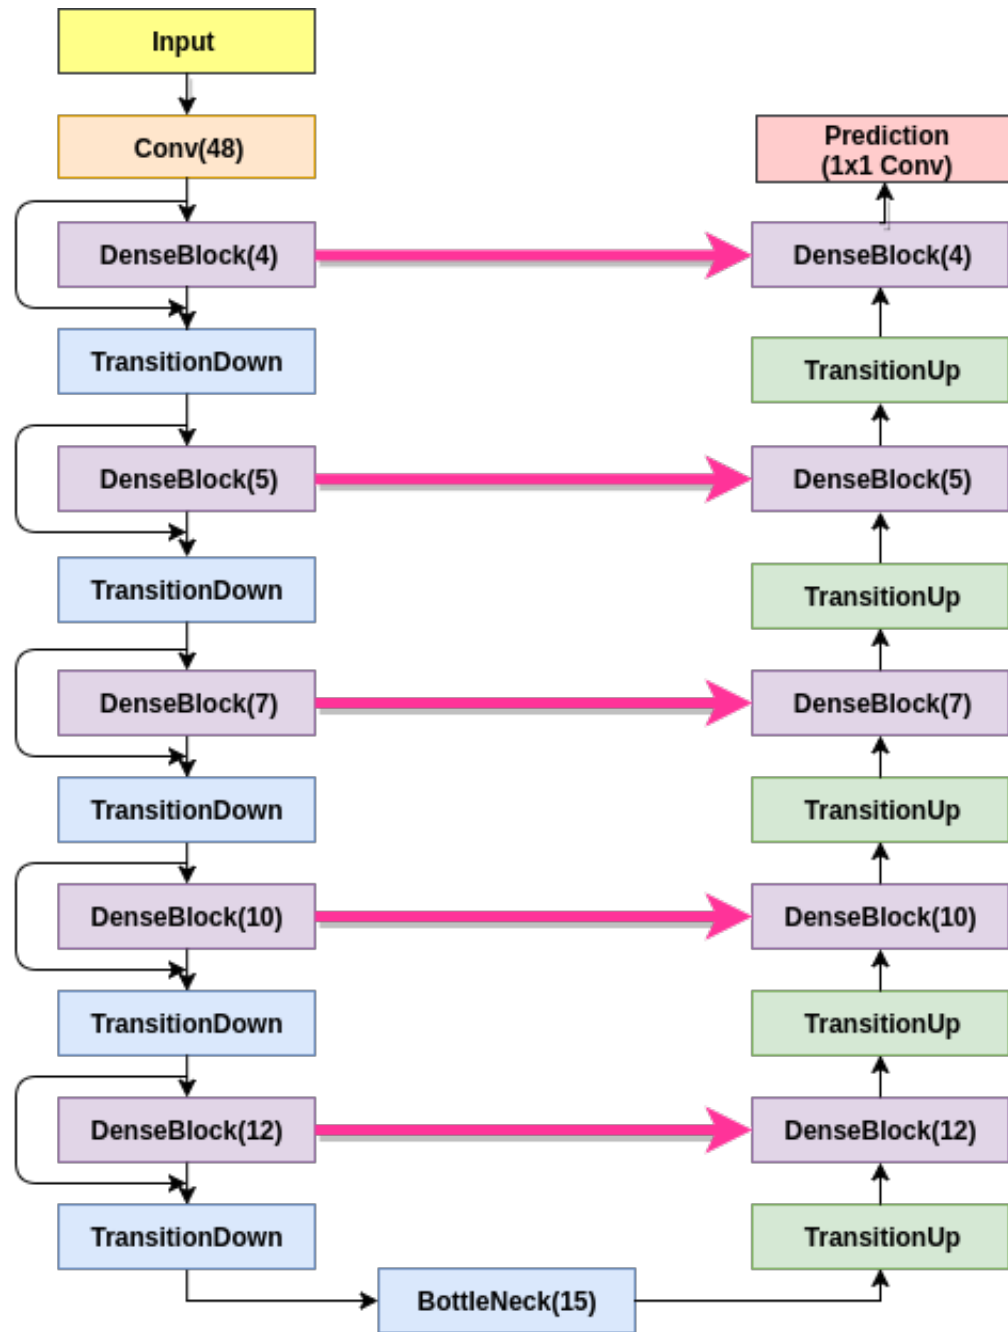 Input
Conv(48)
DenseBlock(4)
TransitionDown
DenseBlock(5)
TransitionDown
DenseBlock(7)
TransitionDown
DenseBlock(10)
TransitionDown
DenseBlock(12)
TransitionDown
BottleNeck(15)
Prediction
(1x1 Conv)
DenseBlock(4)
TransitionUp
DenseBlock(5)
TransitionUp
DenseBlock(7)
TransitionUp
DenseBlock(10)
TransitionUp
DenseBlock(12)
TransitionUp